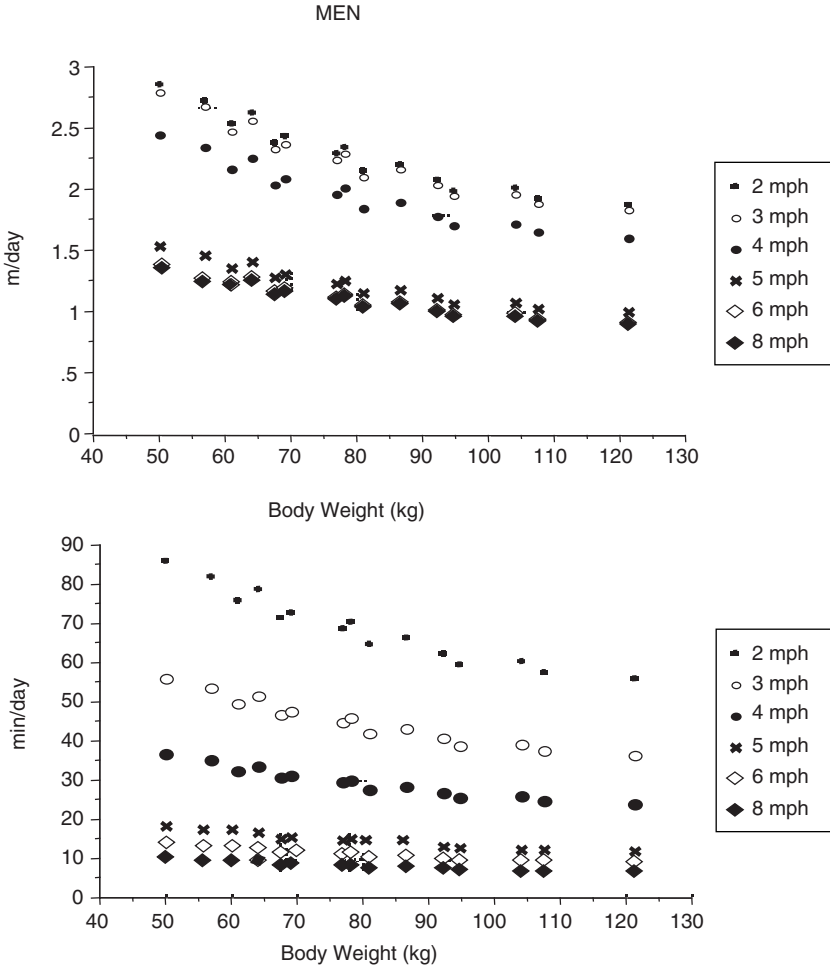 MEN
3
2.5
2
1.5
1
.5
0
m/day
40 50 60 70 80 90 100 110 120 130
Body Weight (kg)
2 mph
3 mph
4 mph
5 mph
6 mph
8 mph
90
80
70
60
50
40
30
20
10
0
min/day
40 50 60 70 80 90 100 110 120 130
Body Weight (kg)
2 mph
3 mph
4 mph
5 mph
6 mph
8 mph